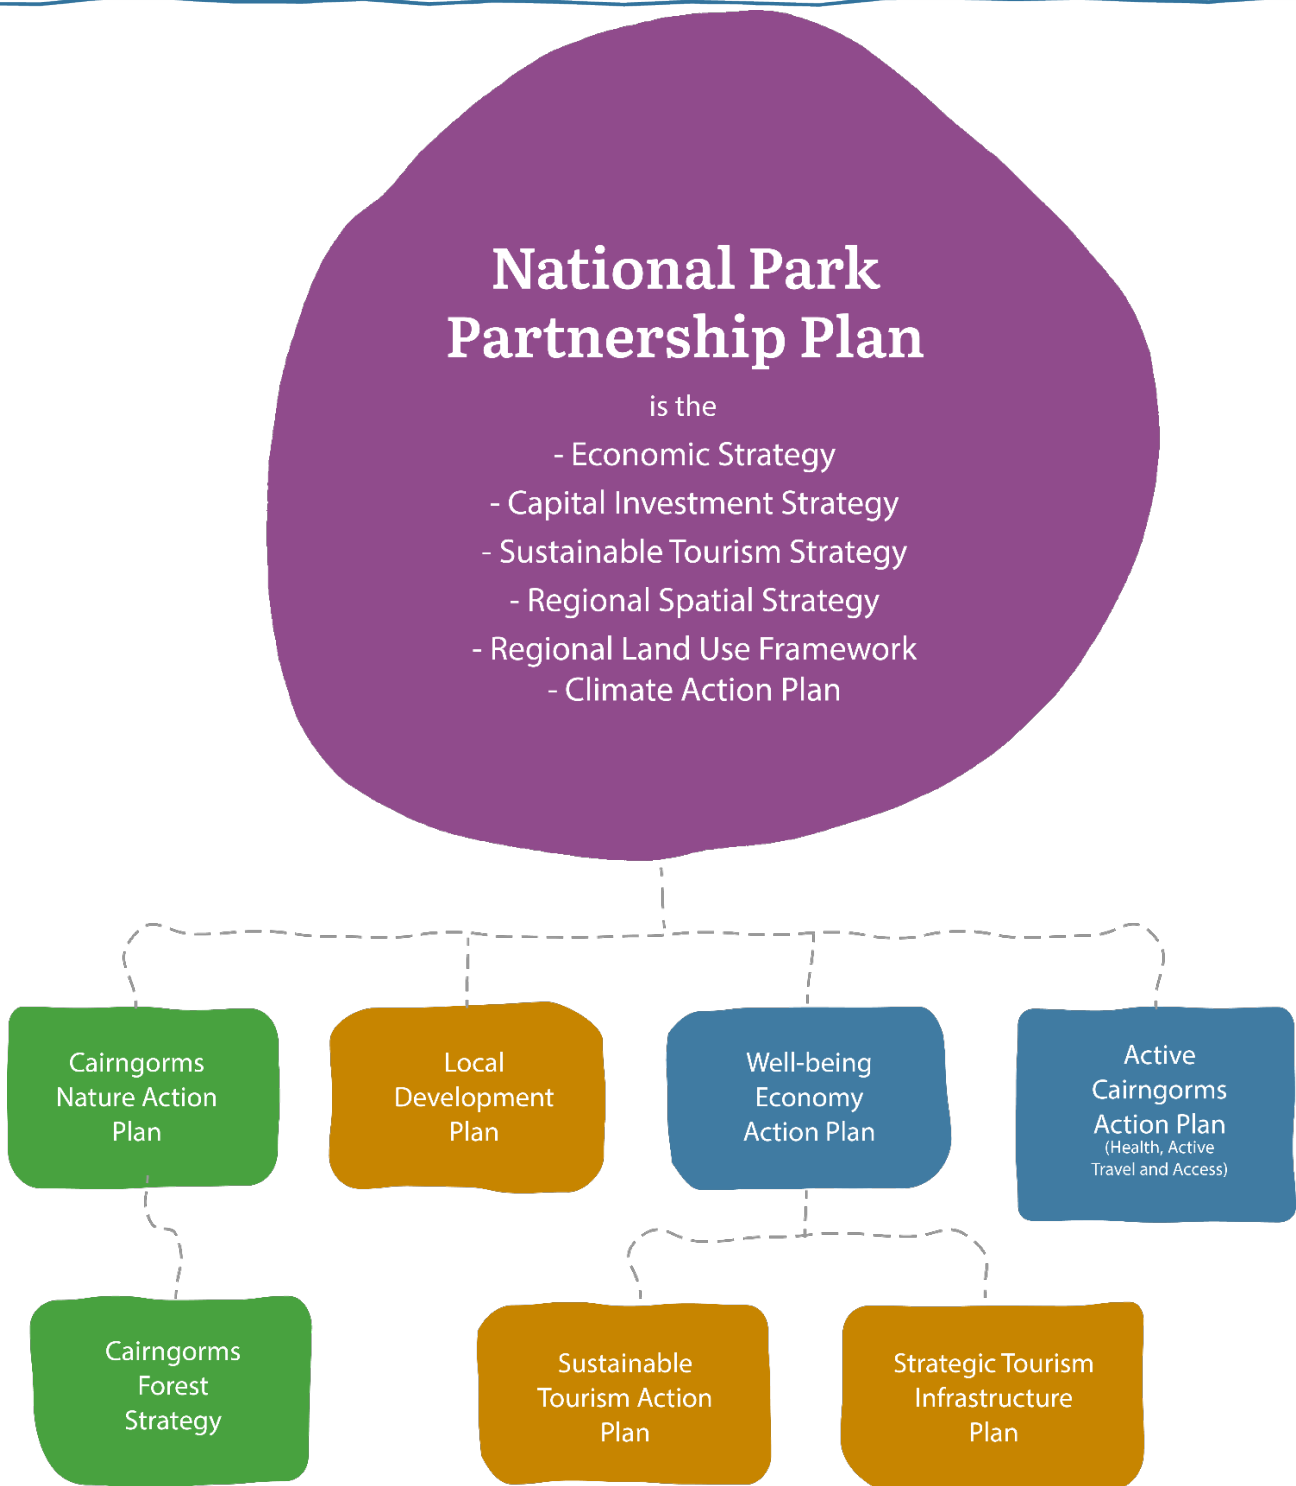 National Park
Partnership Plan
is the
- Economic Strategy
- Capital Investment Strategy
- Sustainable Tourism Strategy
- Regional Spatial Strategy
- Regional Land Use Framework
- Climate Action Plan
Cairngorms
Nature Action
Plan
Local
Development
Plan
Well-being
Economy
Action Plan
Active
Cairngorms
Action Plan
(Health, Active
Travel and Access)
Cairngorms
Forest
Strategy
Sustainable
Tourism Action
Plan
Strategic Tourism
Infrastructure
Plan